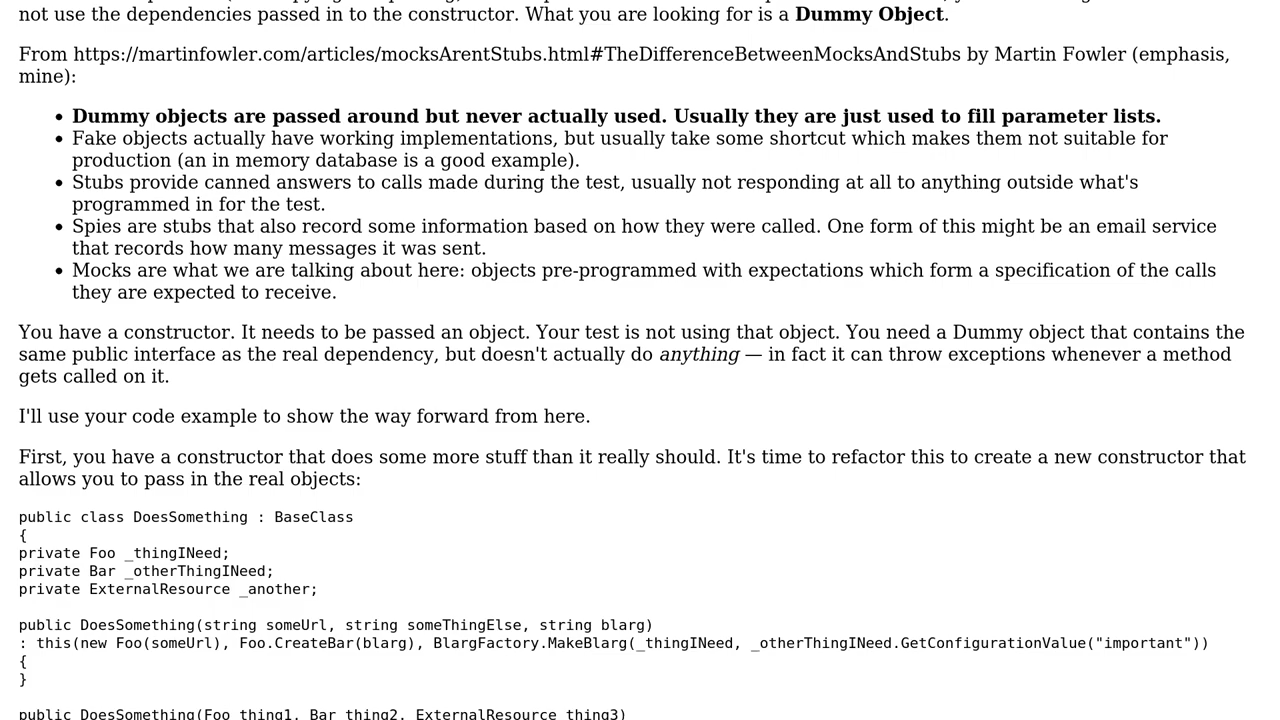 not use the dependencies passed in to the constructor. What you are looking for is a Dummy Object.
From https://martinfowler.com/articles/mocksArentStubs.html#TheDifferenceBetweenMocksAndStubs by Martin Fowler (emphasis,
mine):
• Dummy objects are passed around but never actually used. Usually they are just used to fill parameter lists.
• Fake objects actually have working implementations, but usually take some shortcut which makes them not suitable for
production (an in memory database is a good example).
• Stubs provide canned answers to calls made during the test, usually not responding at all to anything outside what's
programmed in for the test.
• Spies are stubs that also record some information based on how they were called. One form of this might be an email service
that records how many messages it was sent.
• Mocks are what we are talking about here: objects pre-programmed with expectations which form a specification of the calls
they are expected to receive.
You have a constructor. It needs to be passed an object. Your test is not using that object. You need a Dummy object that contains the
same public interface as the real dependency, but doesn't actually do anything — in fact it can throw exceptions whenever a method
gets called on it.
I'll use your code example to show the way forward from here.
First, you have a constructor that does some more stuff than it really should. It's time to refactor this to create a new constructor that
allows you to pass in the real objects:
public class DoesSomething : BaseClass
{
private Foo _thingINeed;
private Bar _otherThingINeed;
private ExternalResource _another;
public DoesSomething(string someUrl, string someThingElse, string blarg)
: this(new Foo(someUrl), Foo.CreateBar(blarg), BlargFactory.MakeBlarg(_thingINeed, _otherThingINeed.GetConfigurationValue("important"))
{
}
public DoesSomething(Foo thing1, Bar thing2, ExternalResource thing3)